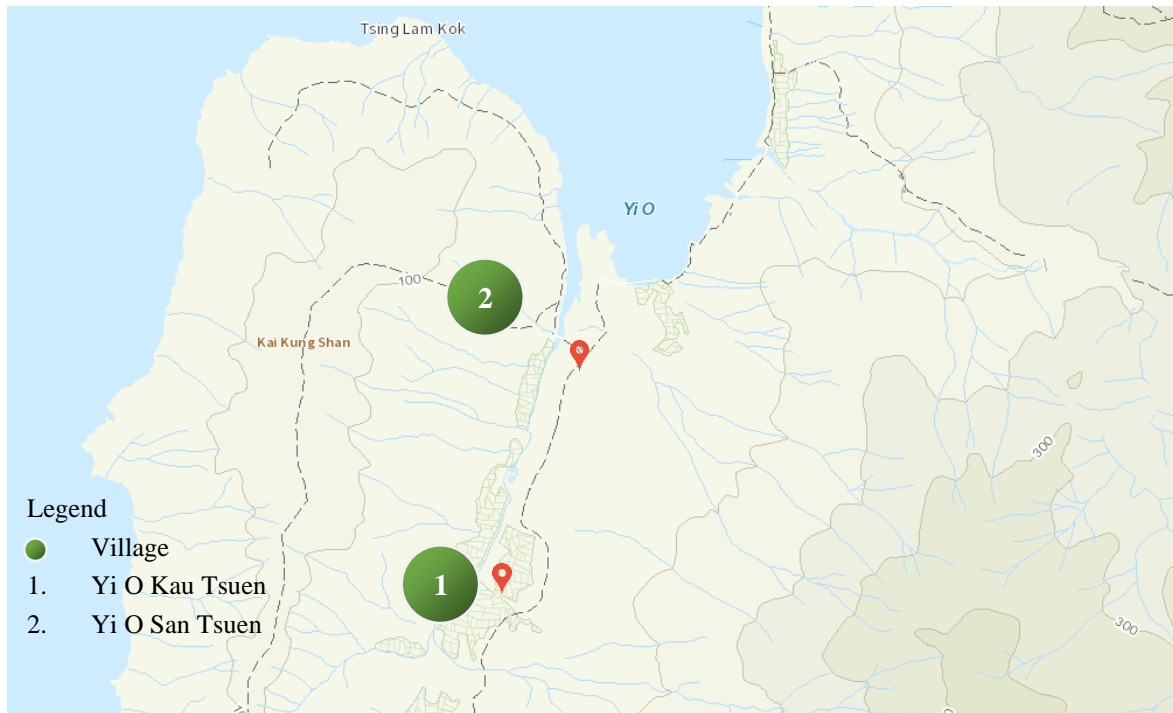 Tsing Lam Kok
Yi O
100
2
Kai Kung Shan
300
Legend
Village
1. Yi O Kau Tsuen
2. Yi O San Tsuen
1
300